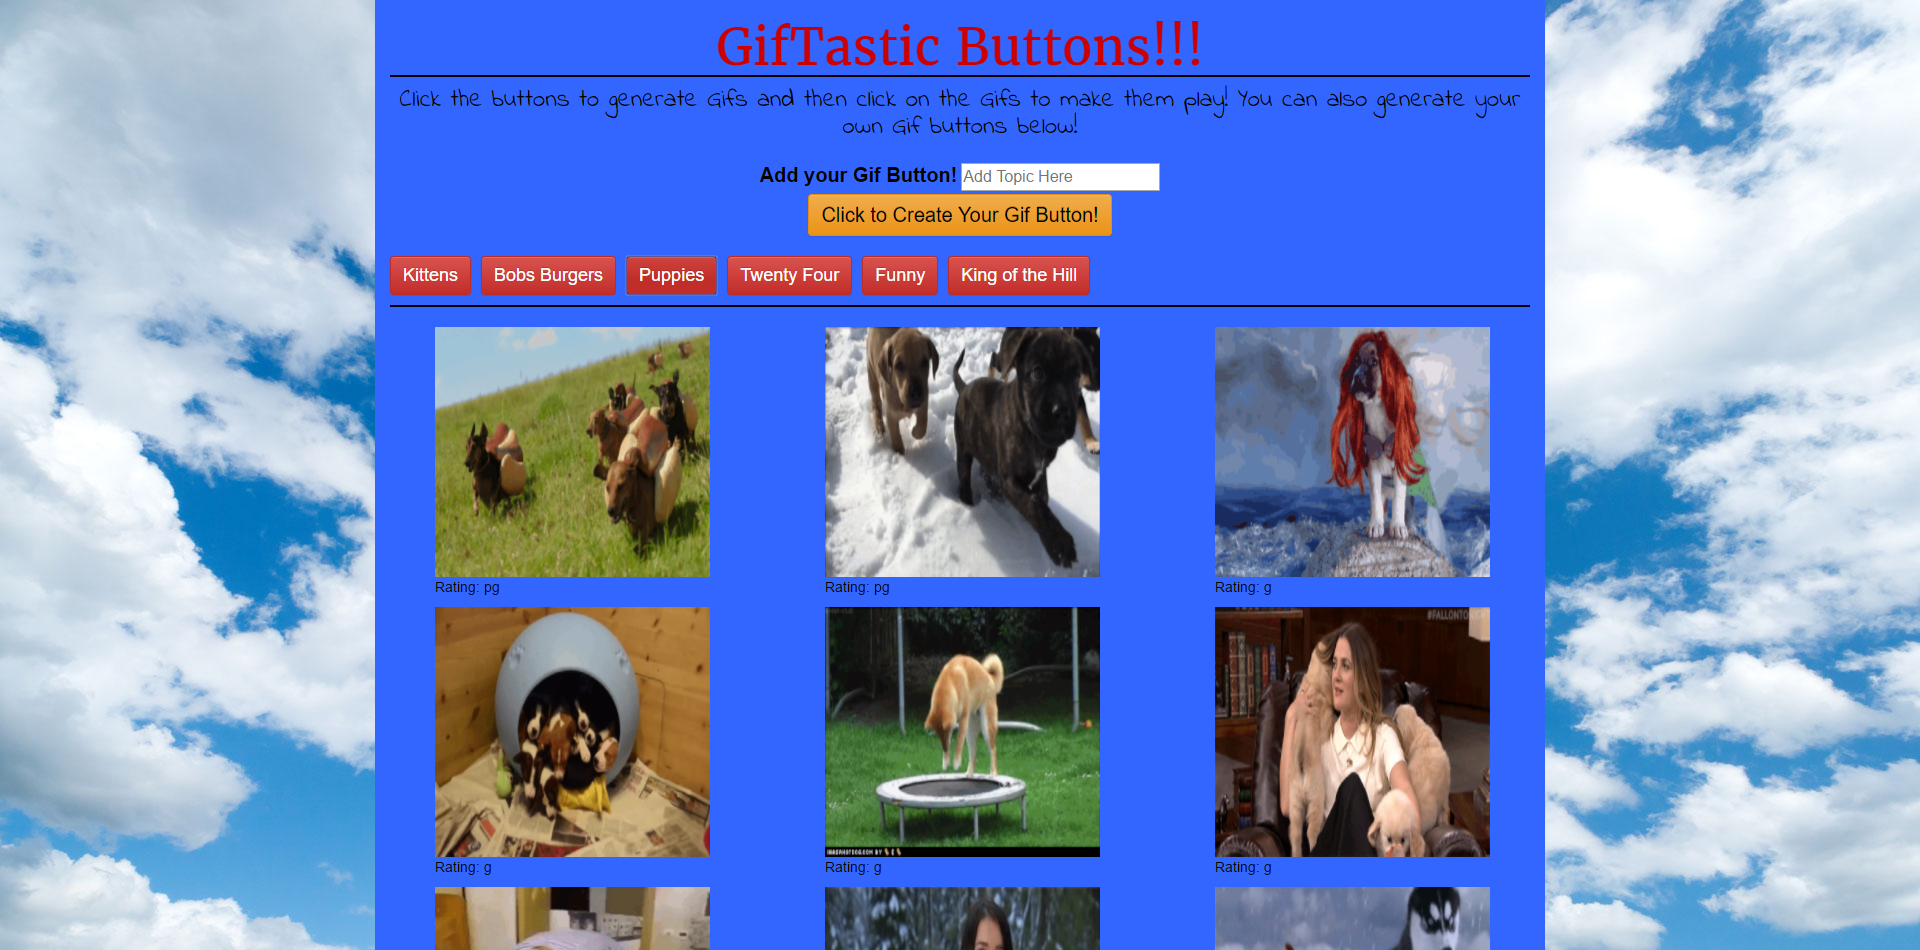 GifTastic Buttons!!!
Click the buttons to generate Gifs and then click on the Gifs to make them play! You can also generate your
own Gif buttons below!
Add your Gif Button! Add Topic Here
Click to Create Your Gif Button!
Kittens Bobs Burgers Puppies Twenty Four Funny King of the Hill
Rating: pg Rating: pg Rating: g
#FALLONTO
Rating: g Rating: g Rating: g